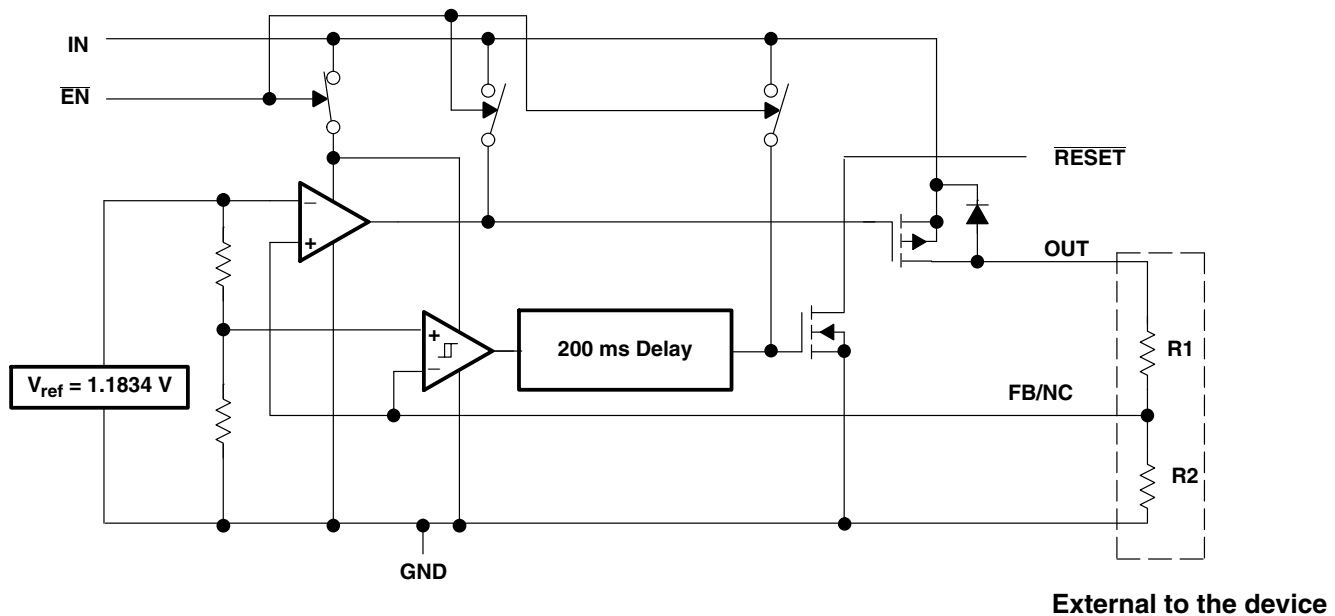 IN
EN
RESET
OUT
−
+
+
−
200 ms Delay
R1
Vref = 1.1834 V
FB/NC
R2
GND
External to the device